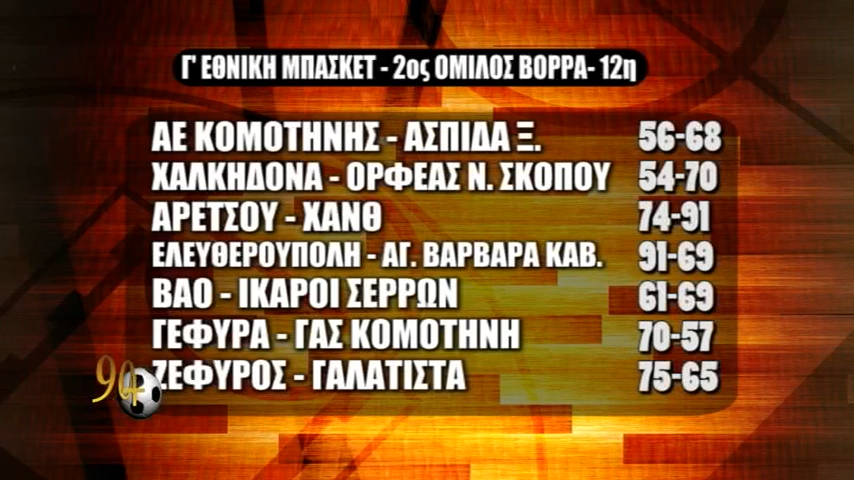 Γ' ΕΘΝΙΚΗ ΜΠΑΣΚΕΤ - 2ος ΟΜΙΛΟΣ ΒΟΡΡΑ- 12η
ΑΕ ΚΟΜΟΤΗΝΗΣ - ΑΣΠΙΔΑ Ξ. 56-68
ΧΑΛΚΗΔΟΝΑ - ΟΡΦΕΑΣ Ν. ΣΚΟΠΟΥ 54-70
ΑΡΕΤΣΟΥ - ΧΑΝΘ 74-91
ΕΛΕΥΘΕΡΟΥΠΟΛΗ - ΑΓ. ΒΑΡΒΑΡΑ ΚΑΒ. 91-69
ΒΑΟ - ΙΚΑΡΟΙ ΣΕΡΡΩΝ 61-69
ΓΕΦΥΡΑ - ΓΑΣ ΚΟΜΟΤΗΝΗ 70-57
ΖΕΦΥΡΟΣ - ΓΑΛΑΤΙΣΤΑ 75-65
90+